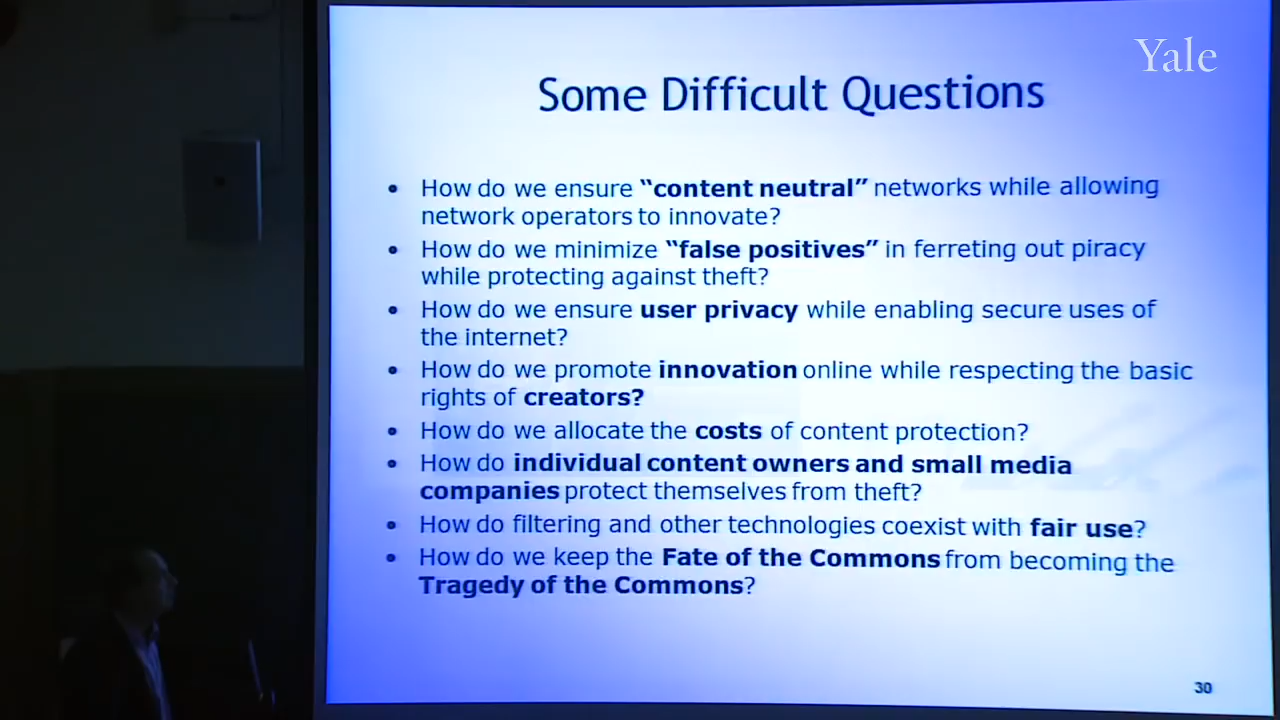 Yale
Some Difficult Questions
• How do we ensure “content neutral” networks while allowing
network operators to innovate?
• How do we minimize “false positives” in ferreting out piracy
while protecting against theft?
• How do we ensure user privacy while enabling secure uses of
the internet?
• How do we promote innovation online while respecting the basic
rights of creators?
• How do we allocate the costs of content protection?
• How do individual content owners and small media
companies protect themselves from theft?
• How do filtering and other technologies coexist with fair use?
• How do we keep the Fate of the Commons from becoming the
Tragedy of the Commons?
30